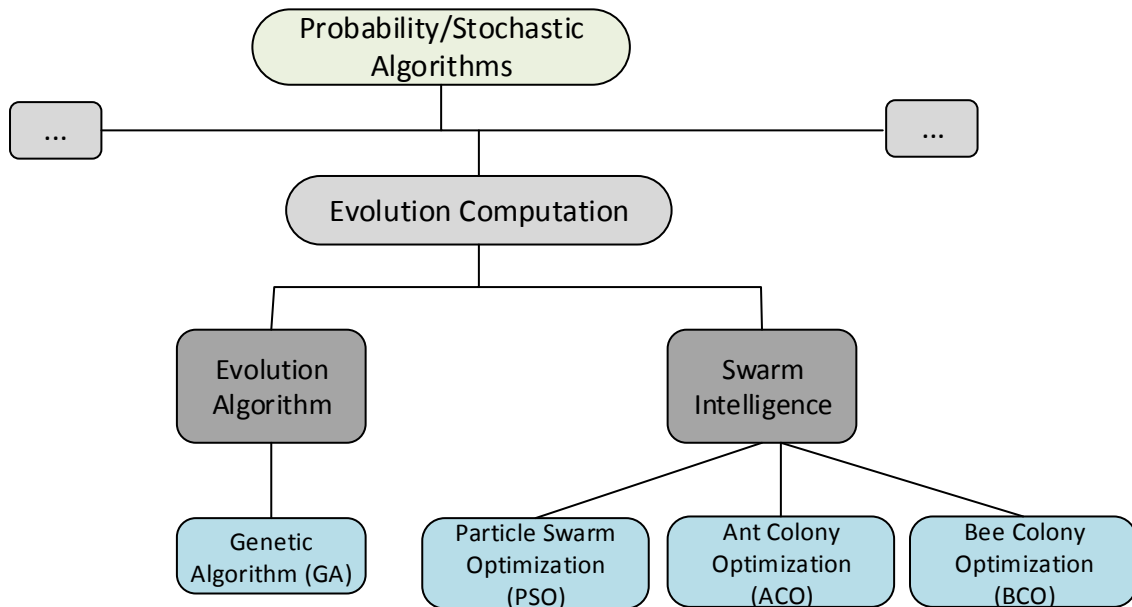 Probability/Stochastic
Algorithms
...
...
Evolution Computation
Evolution
Algorithm
Swarm
Intelligence
Genetic
Algorithm (GA)
Particle Swarm
Optimization
(PSO)
Ant Colony
Optimization
(ACO)
Bee Colony
Optimization
(BCO)